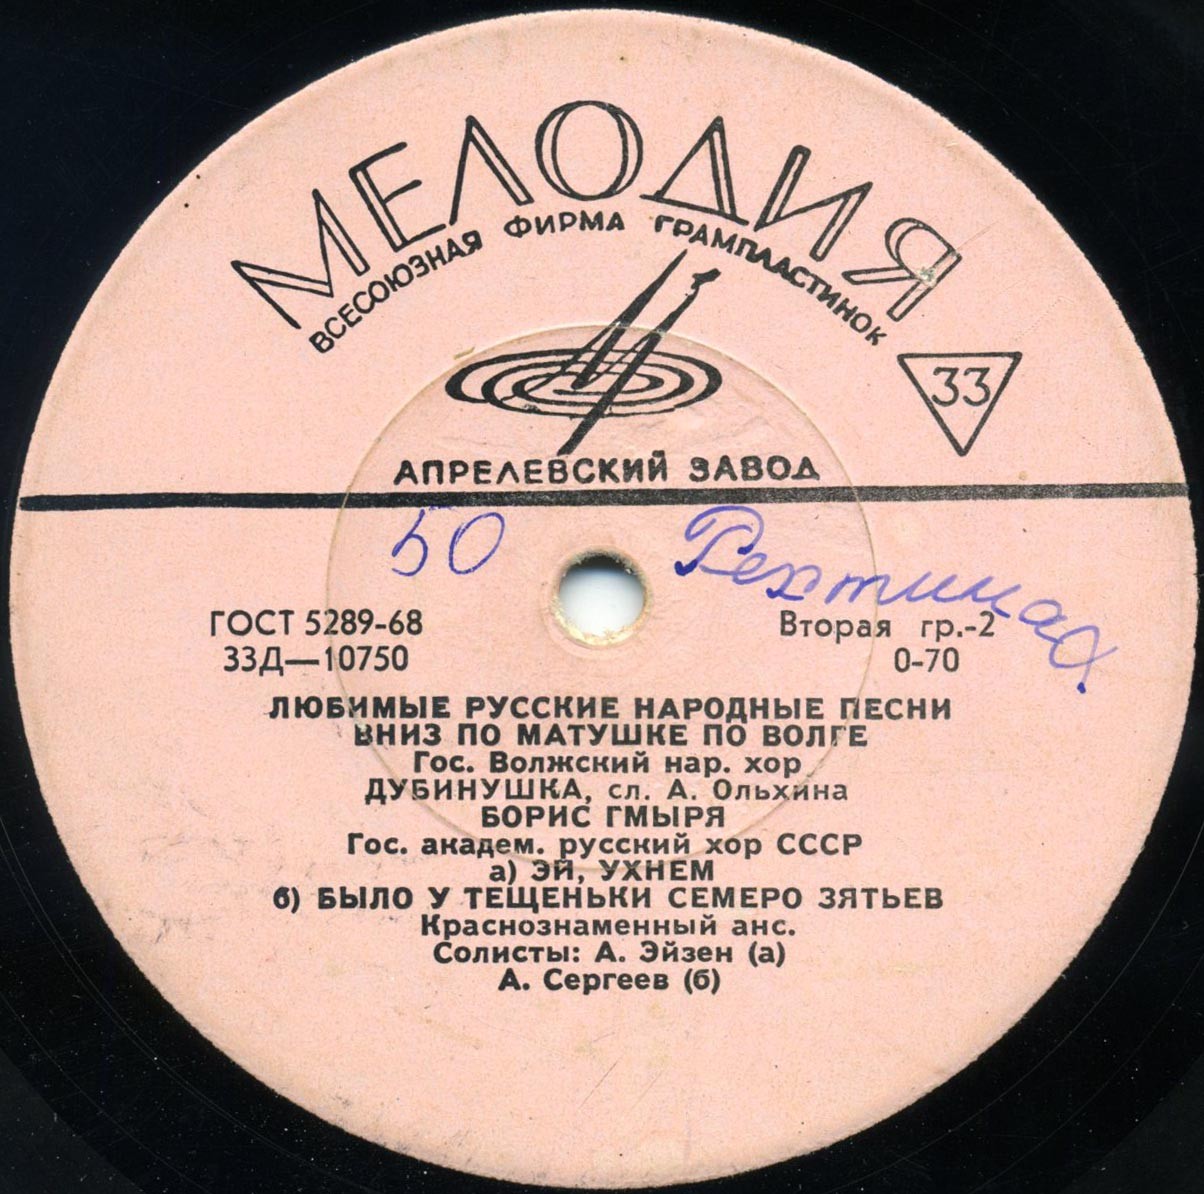 МЕЛОДИЯ
ВСЕСОЮЗНАЯ ФИРМА ГРАМПЛАСТИНОК
33
АПРЕЛЕВСКИЙ ЗАВОД
50
ГОСТ 5289-68
33Д—10750
Вторая гр.-2
0-70
ЛЮБИМЫЕ РУССКИЕ НАРОДНЫЕ ПЕСНИ
ВНИЗ ПО МАТУШКЕ ПО ВОЛГЕ
Гос. Волжский нар. хор
ДУБИНУШКА, сл. А. Ольхина
БОРИС ГМЫРЯ
Гос. академ. русский хор СССР
а) ЭЙ, УХНЕМ
б) БЫЛО У ТЕЩЕНЬКИ СЕМЕРО ЗЯТЬЕВ
Краснознаменный анс.
Солисты: А. Эйзен (а)
А. Сергеев (б)